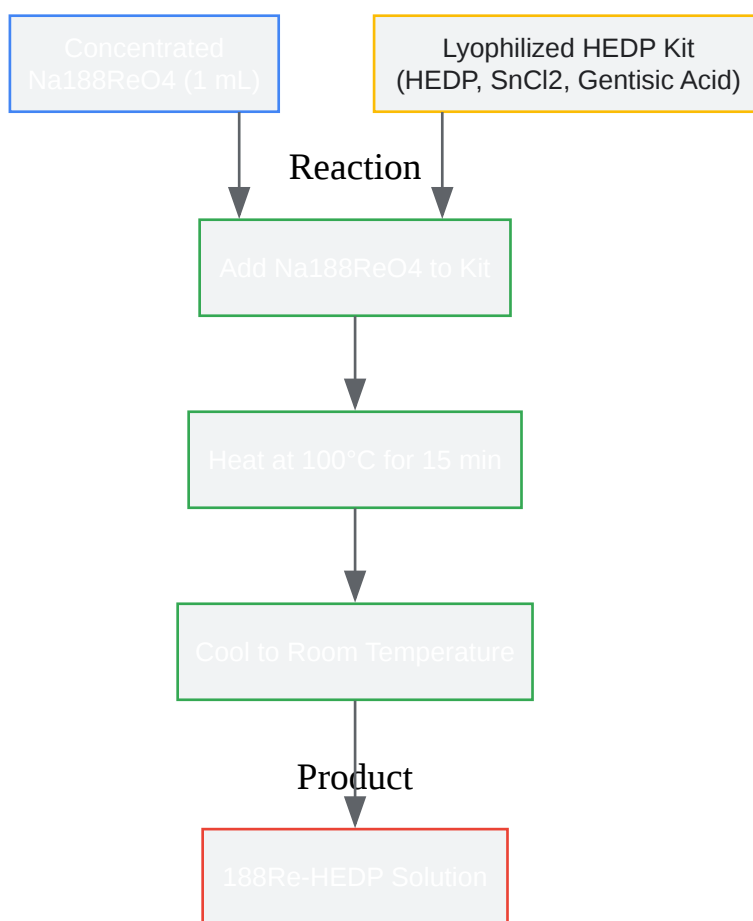 Concentrated
Na188ReO4 (1 mL)
Lyophilized HEDP Kit
(HEDP, SnCl2, Gentisic Acid)
Reaction
Add Na188ReO4 to Kit
Heat at 100°C for 15 min
Cool to Room Temperature
Product
188Re-HEDP Solution